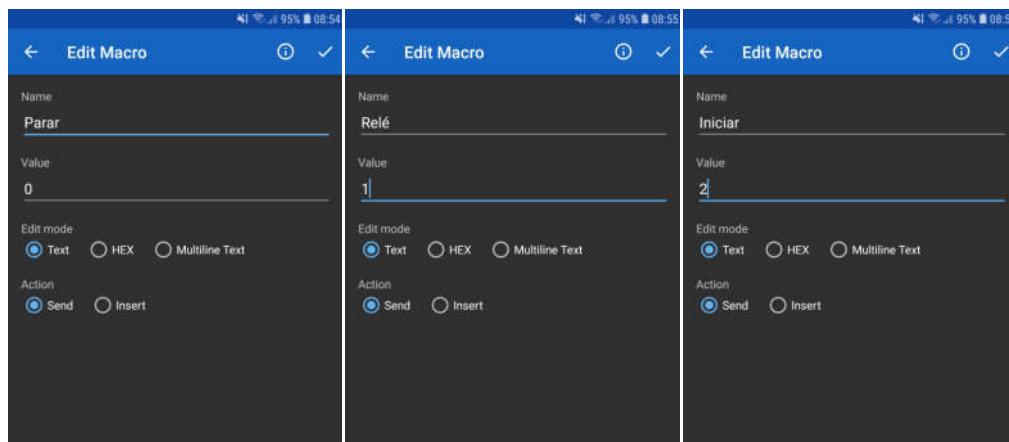 95% 08:54
Edit Macro
Name
Parar
Value
0
Edit mode
Text HEX Multiline Text
Action
Send Insert
95% 08:55
Edit Macro
Name
Relé
Value
1
Edit mode
Text HEX Multiline Text
Action
Send Insert
95%
Edit Macro
Name
Iniciar
Value
2
Edit mode
Text HEX Multiline Text
Action
Send Insert